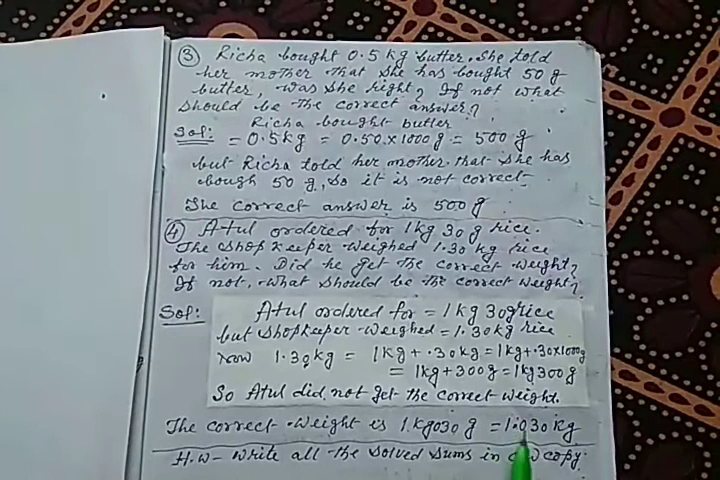 ③ Richa bought 0.5 kg butter. She told
her mother that she has bought 50 g
butter, was she right? If not what
should be the correct answer?
Richa bought butter
Sol: = 0.5kg = 0.50x1000g = 500 g
but Richa told her mother that she has
bough 50 g, so it is not correct
The correct answer is 500 g
④ Atul ordered for 1kg 30 g rice.
The Shop keeper weighed 1.30 kg rice
for him. Did he get the correct weight?
If not, what should be the correct weight?
Sol: Atul ordered for = 1 kg 30g rice
but shopkeeper weighed = 1.30kg rice
Now 1.30kg = 1kg + .30kg = 1kg + .30x1000g
= 1kg + 300g = 1kg 300g
So Atul did not get the correct weight.
The correct weight is 1.kg030 g = 1.030 kg
H.W- Write all the solved sums in cw copy.